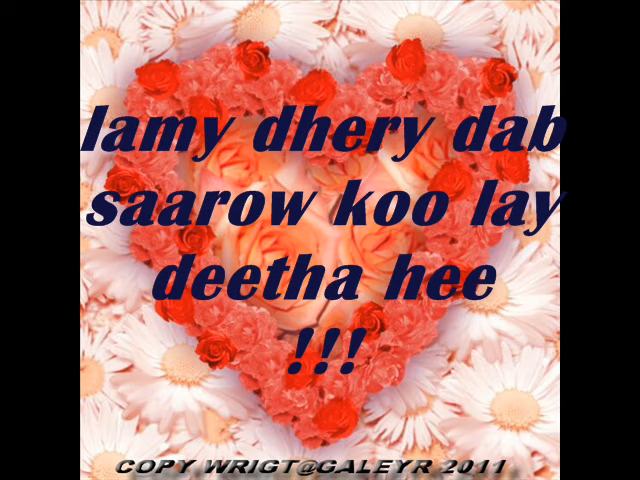 lamy dhery dab
saarow koo lay
deetha hee
!!!
COPY WRIGT@GALEYR 2011